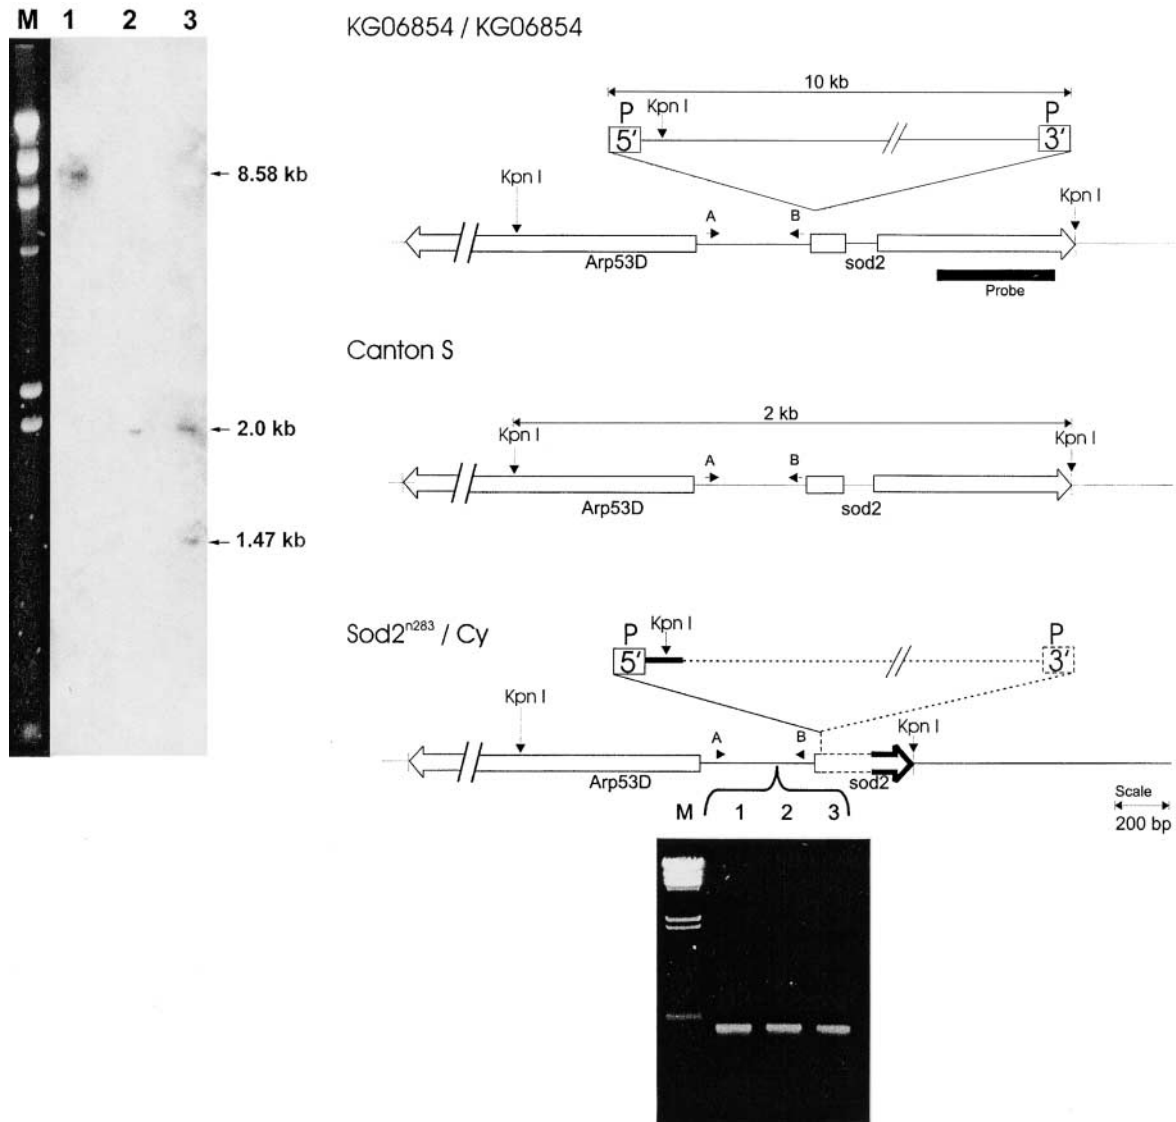 M 1 2 3
8.58 kb
2.0 kb
1.47 kb
KG06854 / KG06854
10 kb
P Kpn I P
5' 3'
Kpn I Kpn I
A B
Arp53D sod2
Probe
Canton S
2 kb
Kpn I Kpn I
A B
Arp53D sod2
Sod2n283 / Cy
P Kpn I P
5' 3'
Kpn I Kpn I
A B
Arp53D sod2
Scale
200 bp
M 1 2 3